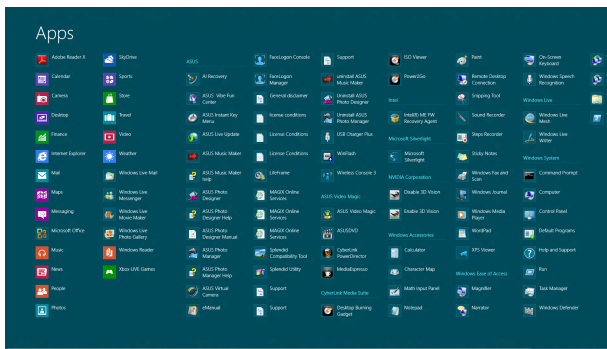 Apps
Adobe Reader X
Calendar
Camera
Desktop
Finance
Internet Explorer
Mail
Maps
Messaging
Microsoft Office
Music
News
People
Photos
SkyDrive
Sports
Store
Travel
Video
Weather
Windows Live Mail
Windows Live
Messenger
Windows Live
Movie Maker
Windows Live
Photo Gallery
Windows Reader
Xbox LIVE Games
ASUS
AI Recovery
ASUS Vibe Fun
Center
ASUS Instant Key
Menu
ASUS Live Update
ASUS Music Maker
ASUS Music Maker
help
ASUS Photo
Designer
ASUS Photo
Designer Help
ASUS Photo
Designer Manual
ASUS Photo
Manager
ASUS Photo
Manager Help
ASUS Virtual
Camera
eManual
FaceLogon Console
FaceLogon
Manager
General disclaimer
license conditions
License Conditions
License Conditions
LifeFrame
MAGIX Online
Services
MAGIX Online
Services
MAGIX Online
Services
Splendid
Compatibility Tool
Splendid Utility
Support
Support
Support
uninstall ASUS
Music Maker
Uninstall ASUS
Photo Designer
Uninstall ASUS
Photo Manager
USB Charger Plus
WinFlash
Wireless Console 3
ASUS Video Magic
ASUS Video Magic
ASUSDVD
CyberLink
PowerDirector
MediaEspresso
CyberLink Media Suite
Desktop Burning
Gadget
ISO Viewer
Power2Go
Intel
Intel(R) ME FW
Recovery Agent
Microsoft Silverlight
Microsoft
Silverlight
NVIDIA Corporation
Disable 3D Vision
Enable 3D Vision
Windows Accessories
Calculator
Character Map
Math Input Panel
Notepad
Paint
Remote Desktop
Connection
Snipping Tool
Sound Recorder
Steps Recorder
Sticky Notes
Windows Fax and
Scan
Windows Journal
Windows Media
Player
WordPad
XPS Viewer
Windows Ease of Access
Magnifier
Narrator
On-Screen
Keyboard
Windows Speech
Recognition
Windows Live
Windows Live
Mesh
Windows Live
Writer
Windows System
Command Prompt
Computer
Control Panel
Default Programs
Help and Support
Run
Task Manager
Windows Defender